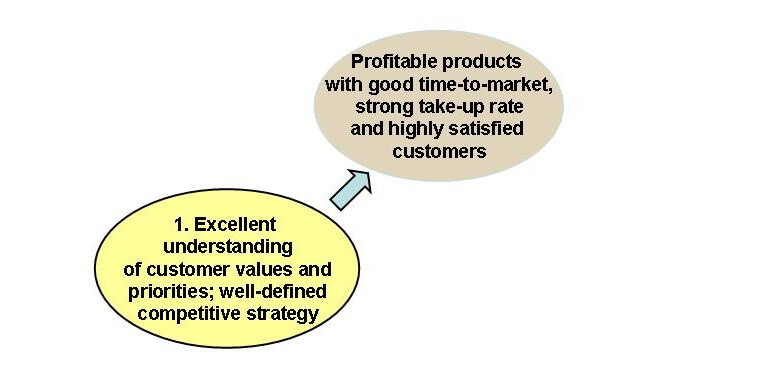 Profitable products
with good time-to-market,
strong take-up rate
and highly satisfied
customers
1. Excellent
understanding
of customer values and
priorities; well-defined
competitive strategy